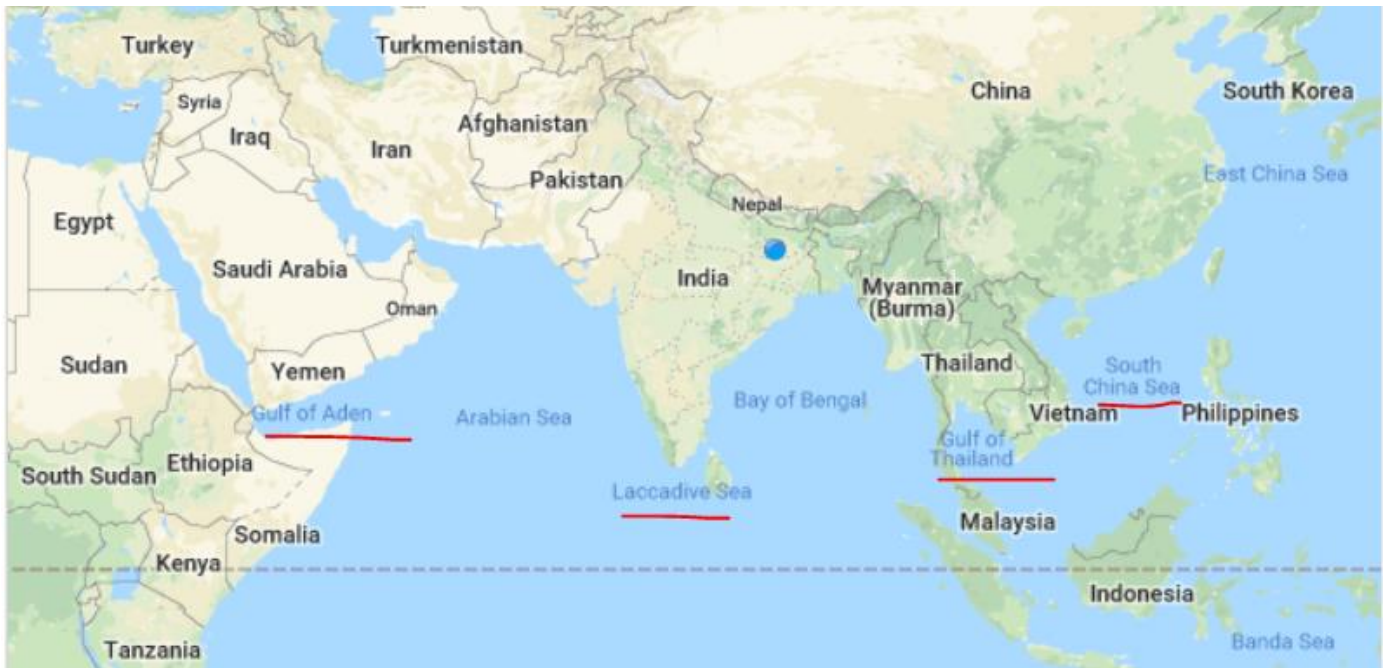 Turkey
Turkmenistan
China
South Korea
Syria
Afghanistan
Iraq
Iran
East China Sea
Pakistan
Nepal
Egypt
Saudi Arabia
India
Myanmar
(Burma)
Oman
Sudan
Yemen
Thailand
South
China Sea
Gulf of Aden
Arabian Sea
Bay of Bengal
Vietnam
Philippines
Gulf of
Thailand
South Sudan
Ethiopia
Laccadive Sea
Malaysia
Somalia
Kenya
Indonesia
Tanzania
Banda Sea